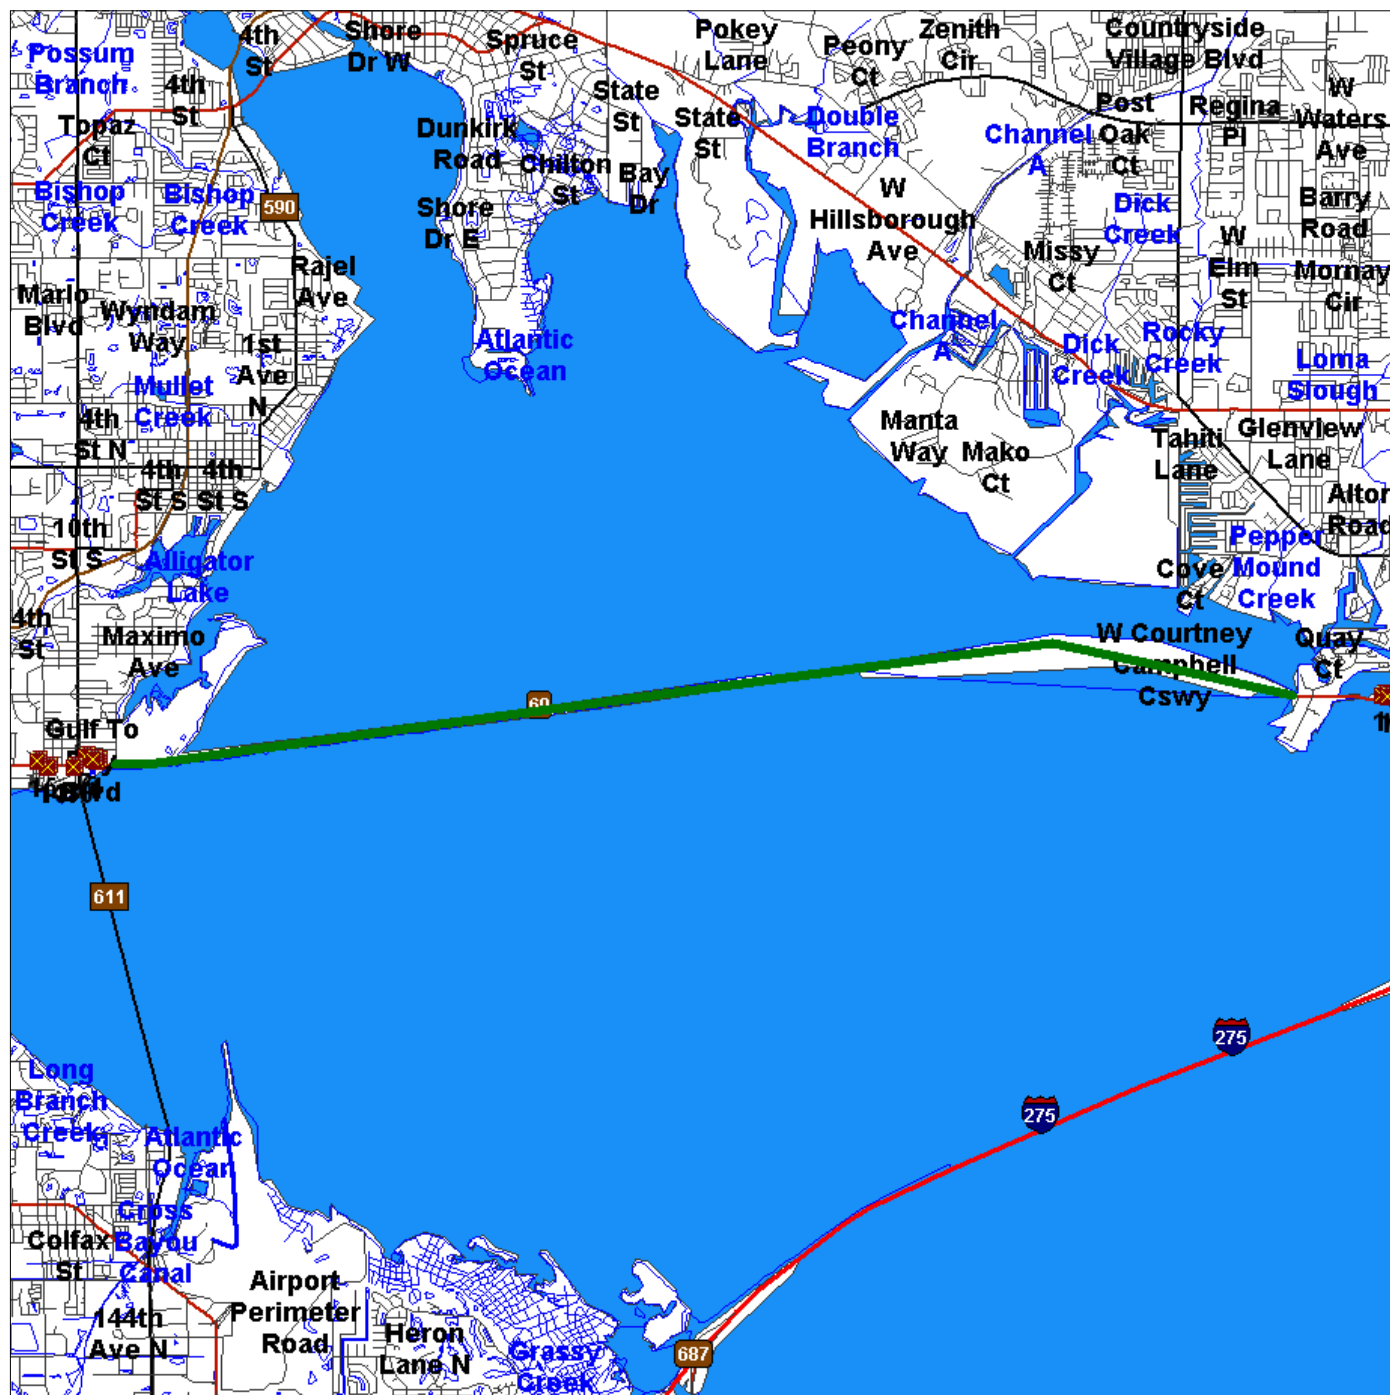 Possum
Branch
4th
St
Shore
Dr W
Spruce
St
Pokey
Lane
Peony
Ct
Zenith
Cir
Countryside
Village Blvd
4th
St
State
St
State
St
Double
Branch
Channel
A
Post
Oak
Ct
Regina
Pl
W
Waters
Ave
Topaz
Ct
Dunkirk
Road
Chilton
St
Bay
Dr
Bishop
Creek
Bishop
Creek
590
Shore
Dr E
W
Hillsborough
Ave
Dick
Creek
Barry
Road
Missy
Ct
W
Elm
St
Mornay
Cir
Rajel
Ave
Marlo
Blvd
Wyndam
Way
1st
Ave
N
Atlantic
Ocean
Channel
A
Dick
Creek
Rocky
Creek
Loma
Slough
Mullet
Creek
4th
St N
Manta
Way
Mako
Ct
Tahiti
Lane
Glenview
Lane
4th
St S
4th
St S
10th
St S
Alton
Road
Alligator
Lake
Pepper
Mound
Creek
Cove
Ct
4th
St
Maximo
Ave
W Courtney
Campbell
Cswy
Quay
Ct
60
Gulf To
611
275
275
Long
Branch
Creek
Atlantic
Ocean
Cross
Bayou
Canal
Colfax
St
Airport
Perimeter
Road
144th
Ave N
Heron
Lane N
Grassy
Creek
687